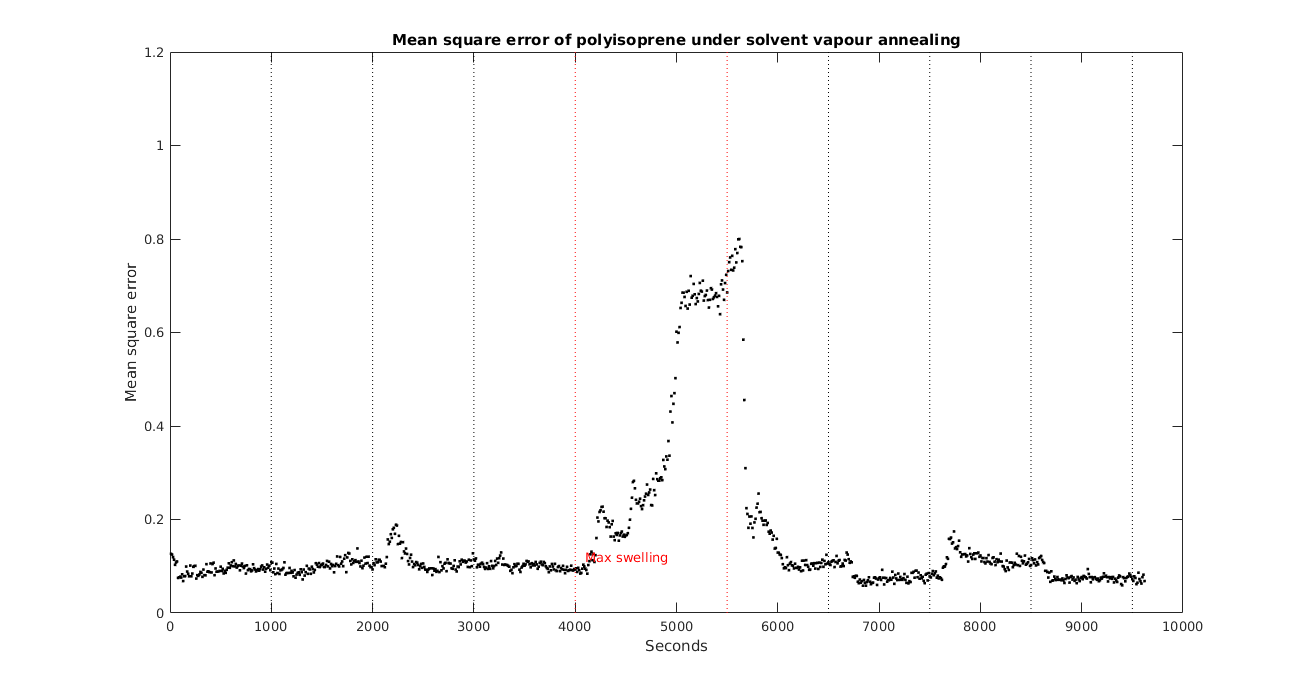 Mean square error of polyisoprene under solvent vapour annealing
1.2
1
0.8
0.6
0.4
0.2
0
Mean square error
Max swelling
0 1000 2000 3000 4000 5000 6000 7000 8000 9000 10000
Seconds